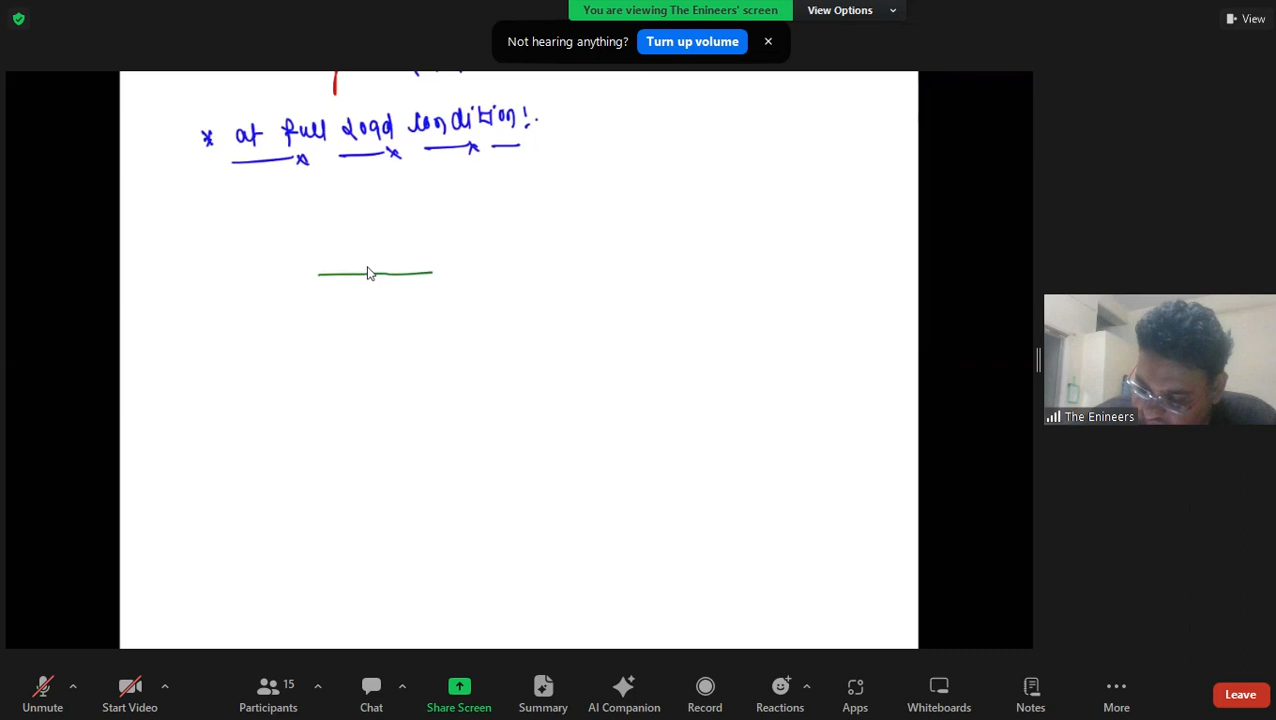 You are viewing The Enineers' screen
View Options
View
Not hearing anything?
Turn up volume
* at full load condition!.
The Enineers
Unmute
Start Video
Participants
15
Chat
Share Screen
Summary
AI Companion
Record
Reactions
Apps
Whiteboards
Notes
More
Leave